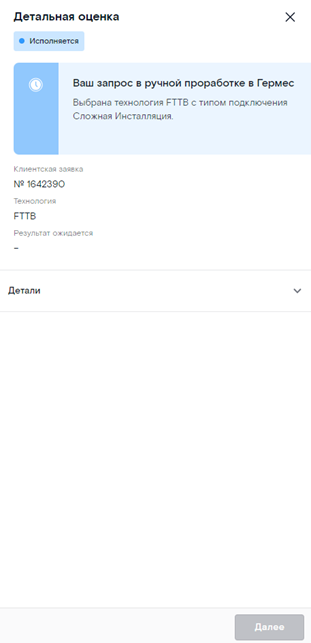 Детальная оценка
Исполняется
Ваш запрос в ручной проработке в Гермес
Выбрана технология FTTB с типом подключения
Сложная Инсталляция.
Клиентская заявка
№ 1642390
Технология
FTTB
Результат ожидается
–
Детали
Далее